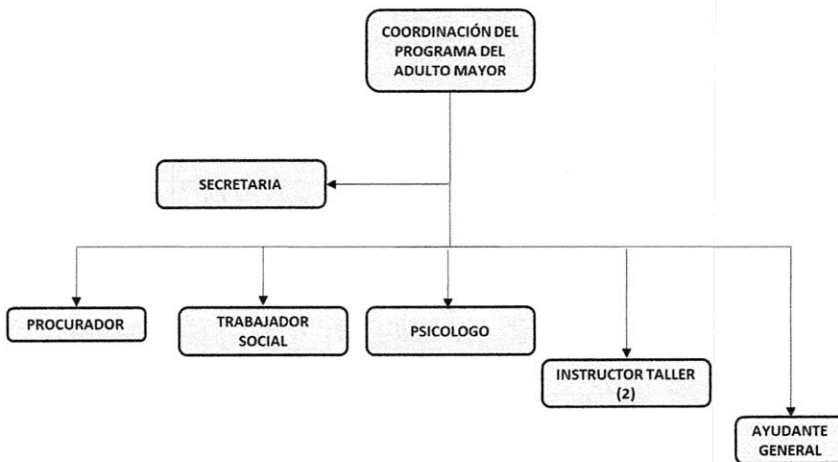 COORDINACIÓN DEL
PROGRAMA DEL
ADULTO MAYOR
SECRETARIA
PROCURADOR
TRABAJADOR
SOCIAL
PSICOLOGO
INSTRUCTOR TALLER
(2)
AYUDANTE
GENERAL